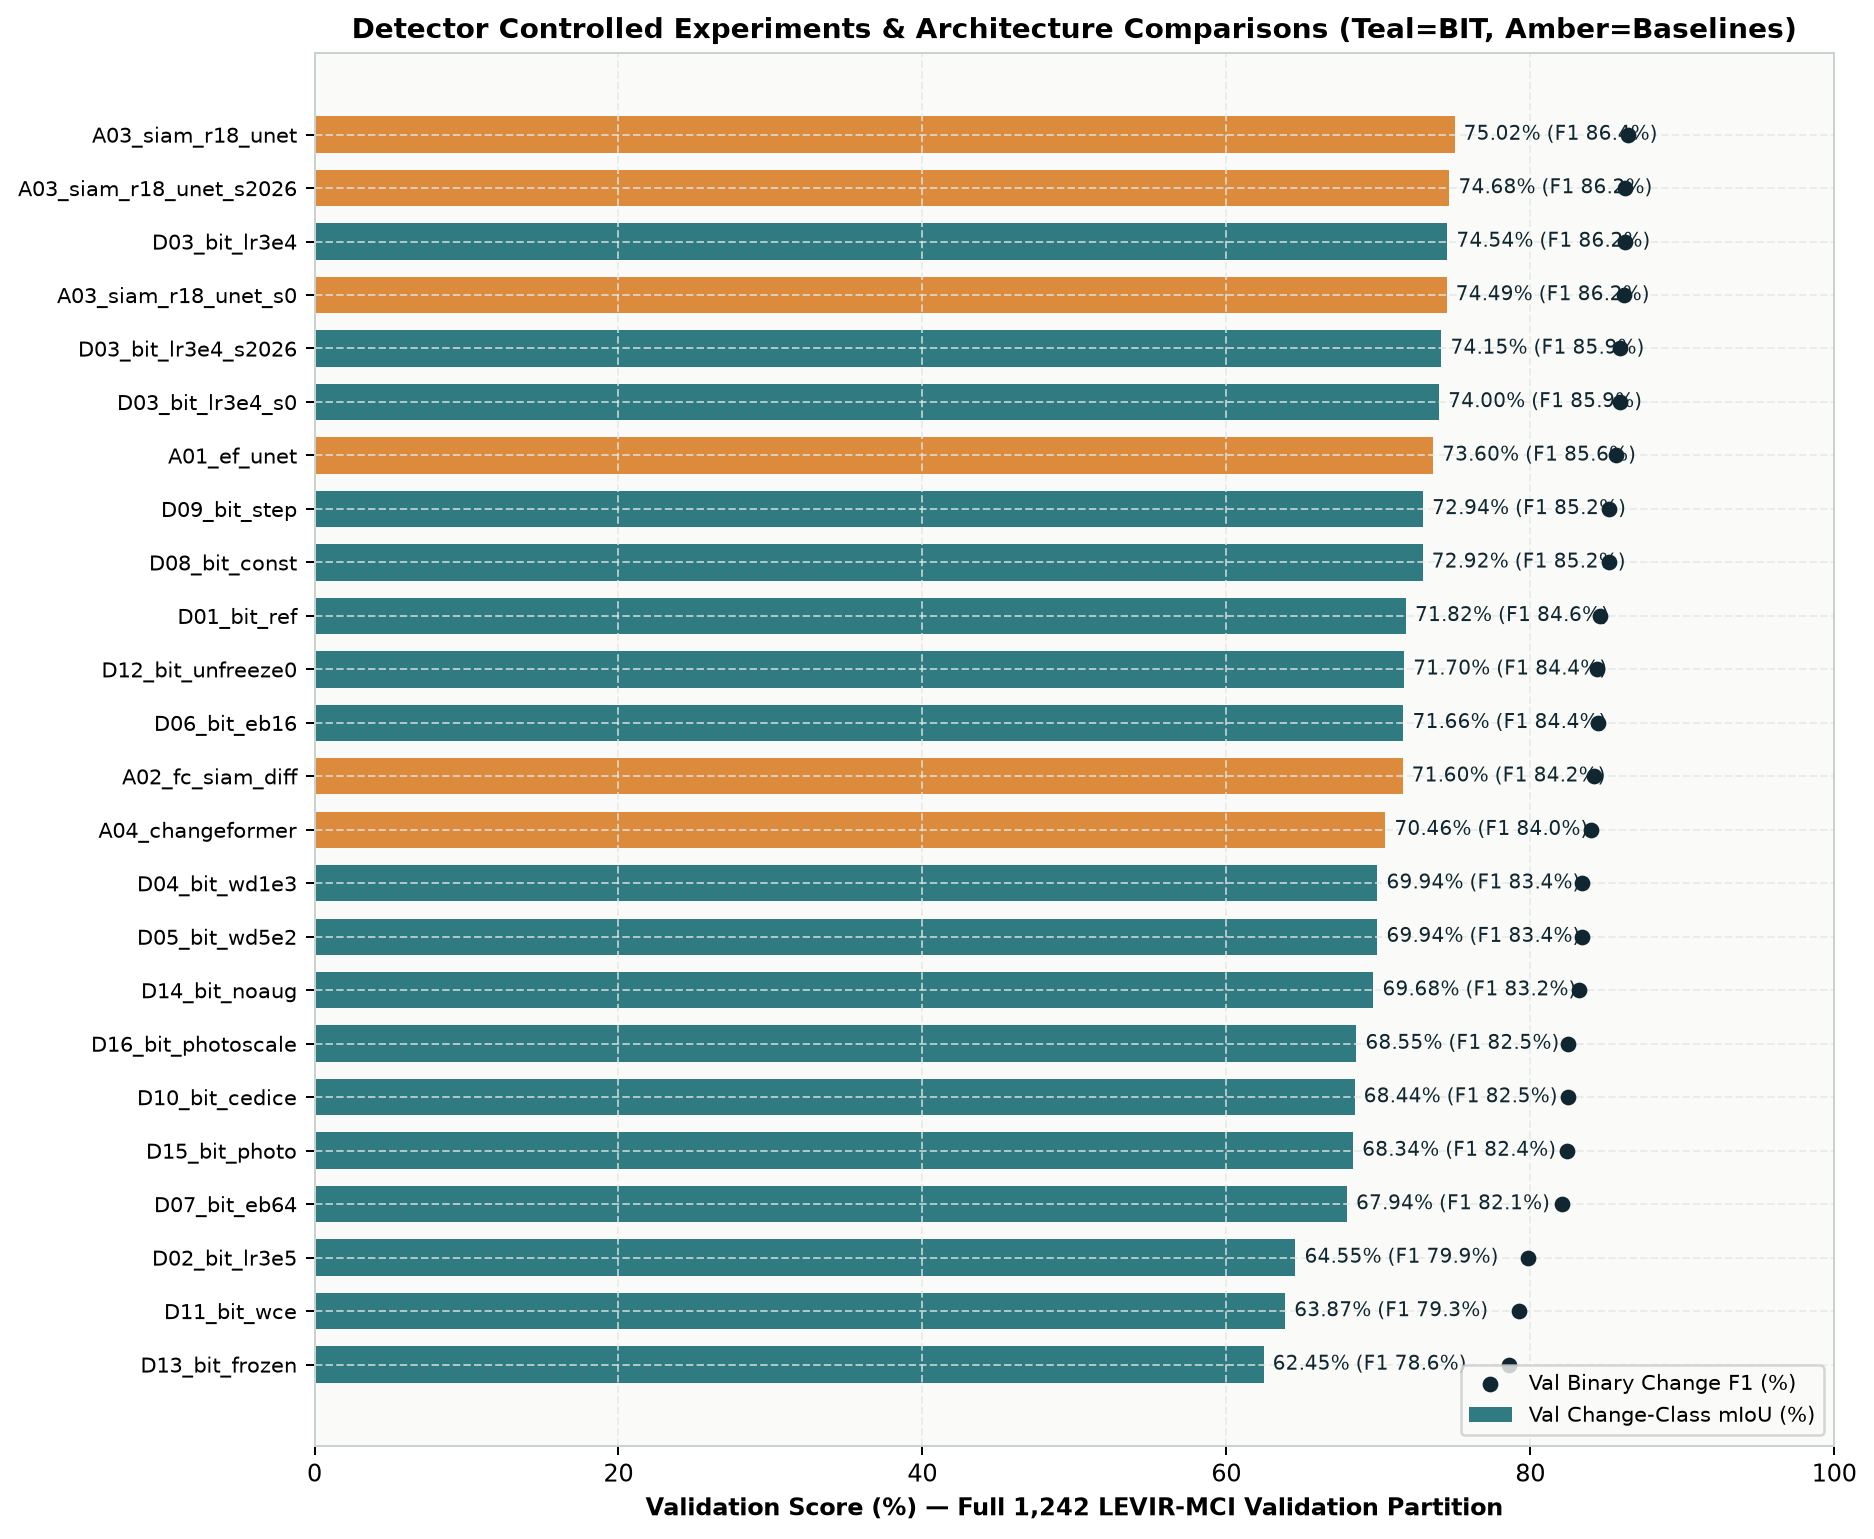 Detector Controlled Experiments & Architecture Comparisons (Teal=BIT, Amber=Baselines)
A03_siam_r18_unet 75.02% (F1 86.4%)
A03_siam_r18_unet_s2026 74.68% (F1 86.2%)
D03_bit_lr3e4 74.54% (F1 86.2%)
A03_siam_r18_unet_s0 74.49% (F1 86.2%)
D03_bit_lr3e4_s2026 74.15% (F1 85.9%)
D03_bit_lr3e4_s0 74.00% (F1 85.9%)
A01_ef_unet 73.60% (F1 85.6%)
D09_bit_step 72.94% (F1 85.2%)
D08_bit_const 72.92% (F1 85.2%)
D01_bit_ref 71.82% (F1 84.6%)
D12_bit_unfreeze0 71.70% (F1 84.4%)
D06_bit_eb16 71.66% (F1 84.4%)
A02_fc_siam_diff 71.60% (F1 84.2%)
A04_changeformer 70.46% (F1 84.0%)
D04_bit_wd1e3 69.94% (F1 83.4%)
D05_bit_wd5e2 69.94% (F1 83.4%)
D14_bit_noaug 69.68% (F1 83.2%)
D16_bit_photoscale 68.55% (F1 82.5%)
D10_bit_cedice 68.44% (F1 82.5%)
D15_bit_photo 68.34% (F1 82.4%)
D07_bit_eb64 67.94% (F1 82.1%)
D02_bit_lr3e5 64.55% (F1 79.9%)
D11_bit_wce 63.87% (F1 79.3%)
D13_bit_frozen 62.45% (F1 78.6%)
Val Binary Change F1 (%)
Val Change-Class mIoU (%)
0 20 40 60 80 100
Validation Score (%) — Full 1,242 LEVIR-MCI Validation Partition